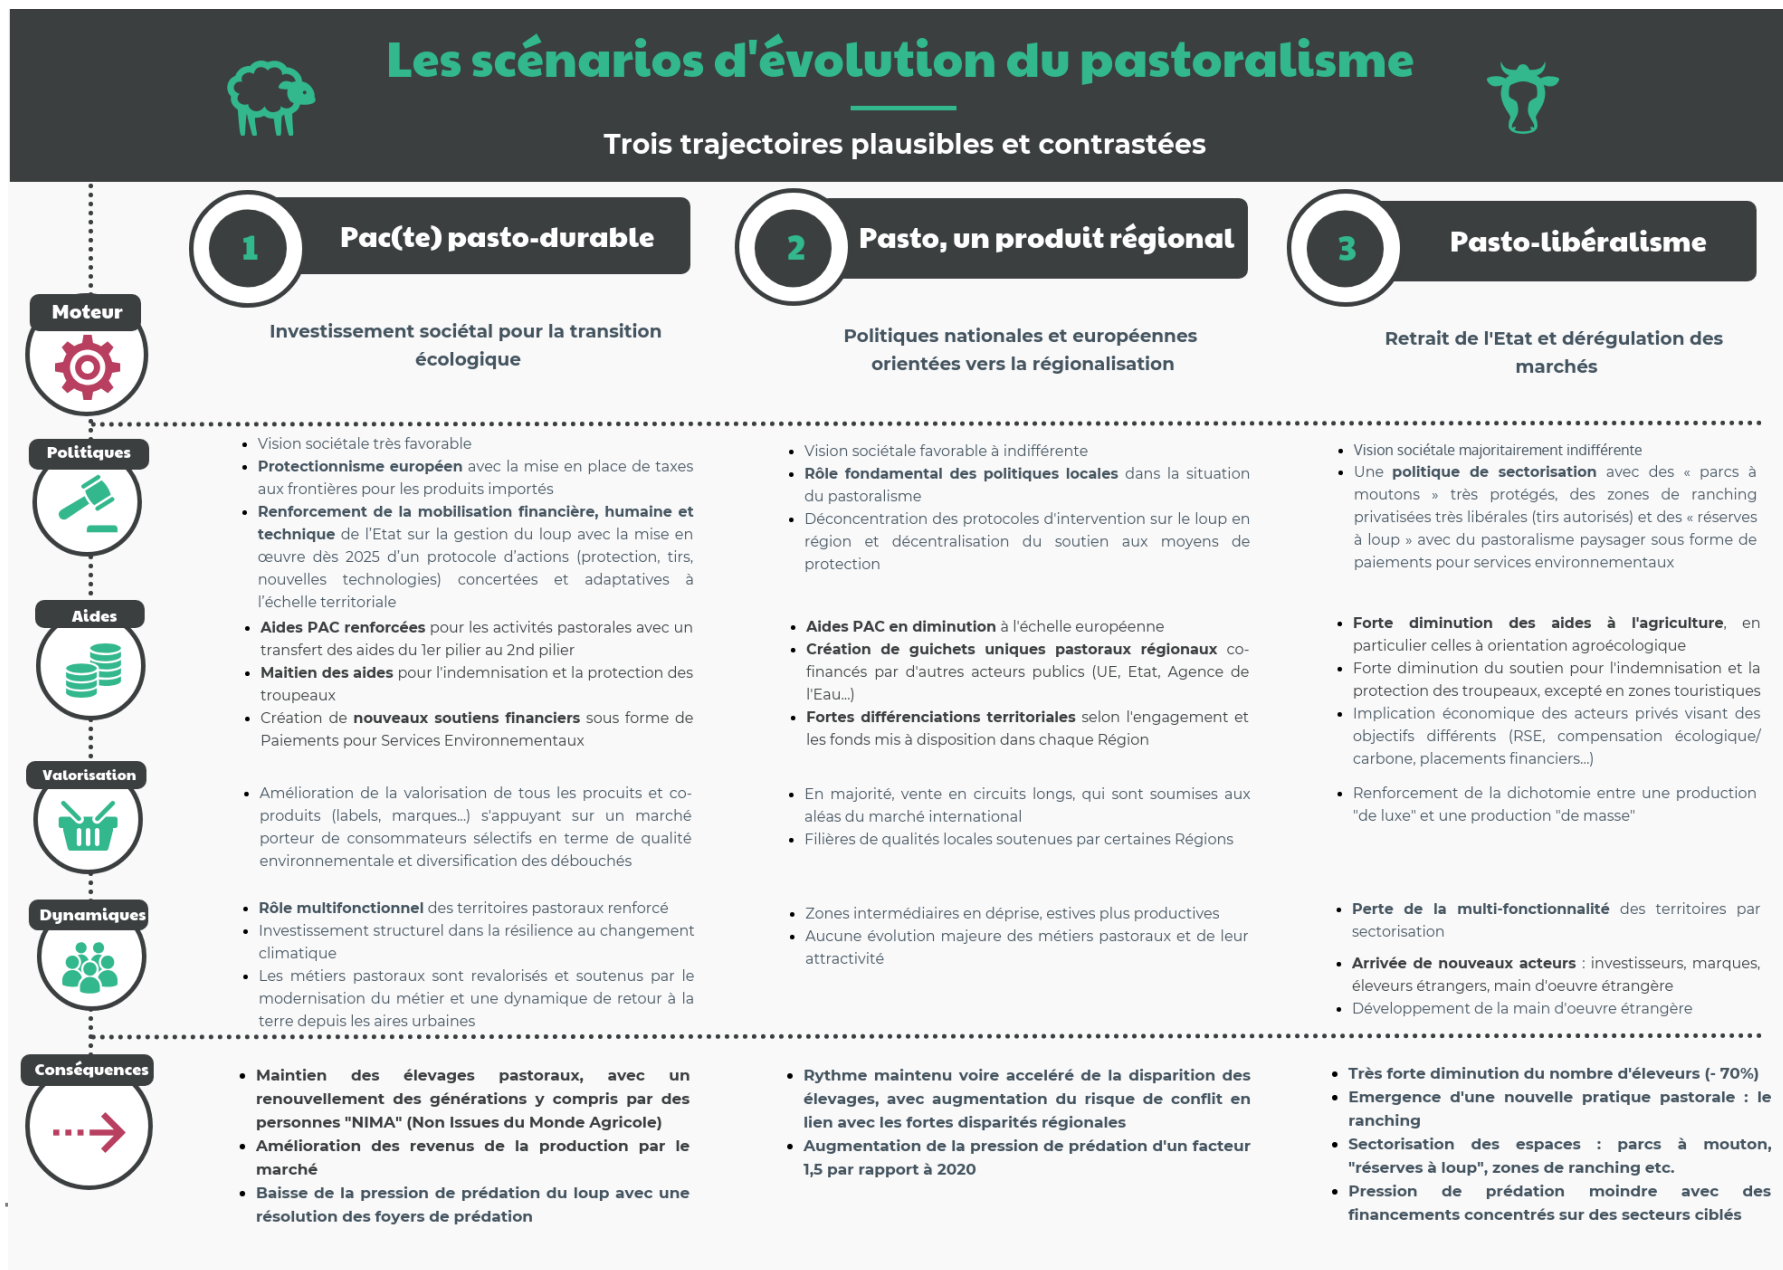 Les scénarios d'évolution du pastoralisme
Trois trajectoires plausibles et contrastées
1
Pac(te) pasto-durable
2
Pasto, un produit régional
3
Pasto-libéralisme
Moteur
Investissement sociétal pour la transition
écologique
Politiques nationales et européennes
orientées vers la régionalisation
Retrait de l'Etat et dérégulation des
marchés
Politiques
Vision sociétale très favorable
Protectionnisme européen avec la mise en place de taxes
aux frontières pour les produits importés
Renforcement de la mobilisation financière, humaine et
technique de l’Etat sur la gestion du loup avec la mise en
œuvre dès 2025 d’un protocole d’actions (protection, tirs,
nouvelles technologies) concertées et adaptatives à
l’échelle territoriale
Vision sociétale favorable à indifférente
Rôle fondamental des politiques locales dans la situation
du pastoralisme
Déconcentration des protocoles d'intervention sur le loup en
région et décentralisation du soutien aux moyens de
protection
Vision sociétale majoritairement indifférente
Une politique de sectorisation avec des « parcs à
moutons » très protégés, des zones de ranching
privatisées très libérales (tirs autorisés) et des « réserves
à loup » avec du pastoralisme paysager sous forme de
paiements pour services environnementaux
Aides
Aides PAC renforcées pour les activités pastorales avec un
transfert des aides du 1er pilier au 2nd pilier
Maitien des aides pour l'indemnisation et la protection des
troupeaux
Création de nouveaux soutiens financiers sous forme de
Paiements pour Services Environnementaux
Aides PAC en diminution à l'échelle européenne
Création de guichets uniques pastoraux régionaux co-
financés par d'autres acteurs publics (UE, Etat, Agence de
l'Eau...)
Fortes différenciations territoriales selon l'engagement et
les fonds mis à disposition dans chaque Région
Forte diminution des aides à l'agriculture, en
particulier celles à orientation agroécologique
Forte diminution du soutien pour l'indemnisation et la
protection des troupeaux, excepté en zones touristiques
Implication économique des acteurs privés visant des
objectifs différents (RSE, compensation écologique/
carbone, placements financiers...)
Valorisation
Amélioration de la valorisation de tous les procuits et co-
produits (labels, marques...) s'appuyant sur un marché
porteur de consommateurs sélectifs en terme de qualité
environnementale et diversification des débouchés
En majorité, vente en circuits longs, qui sont soumises aux
aléas du marché international
Filières de qualités locales soutenues par certaines Régions
Renforcement de la dichotomie entre une production
"de luxe" et une production "de masse"
Dynamiques
Rôle multifonctionnel des territoires pastoraux renforcé
Investissement structurel dans la résilience au changement
climatique
Les métiers pastoraux sont revalorisés et soutenus par le
modernisation du métier et une dynamique de retour à la
terre depuis les aires urbaines
Zones intermédiaires en déprise, estives plus productives
Aucune évolution majeure des métiers pastoraux et de leur
attractivité
Perte de la multi-fonctionnalité des territoires par
sectorisation
Arrivée de nouveaux acteurs : investisseurs, marques,
éleveurs étrangers, main d'oeuvre étrangère
Développement de la main d'oeuvre étrangère
Conséquences
Maintien des élevages pastoraux, avec un
renouvellement des générations y compris par des
personnes "NIMA" (Non Issues du Monde Agricole)
Amélioration des revenus de la production par le
marché
Baisse de la pression de prédation du loup avec une
résolution des foyers de prédation
Rythme maintenu voire acceléré de la disparition des
élevages, avec augmentation du risque de conflit en
lien avec les fortes disparités régionales
Augmentation de la pression de prédation d'un facteur
1,5 par rapport à 2020
Très forte diminution du nombre d'éleveurs (- 70%)
Emergence d'une nouvelle pratique pastorale : le
ranching
Sectorisation des espaces : parcs à mouton,
"réserves à loup", zones de ranching etc.
Pression de prédation moindre avec des
financements concentrés sur des secteurs ciblés